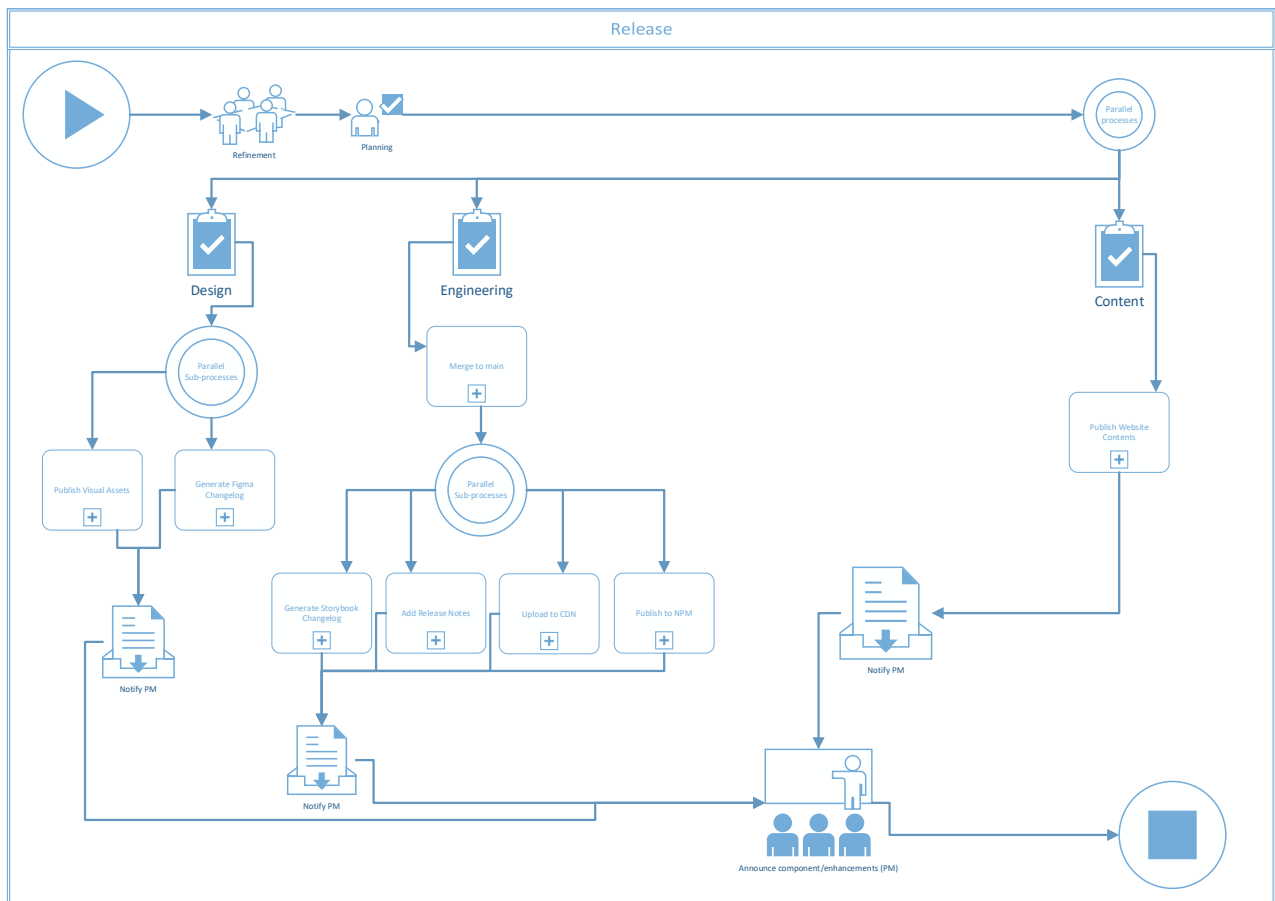 Release
Parallel
processes
Refinement
Planning
Design
Engineering
Content
Parallel
Sub-processes
Merge to main
Publish Website
Contents
Publish Visual Assets
Generate Figma
Changelog
Parallel
Sub-processes
Generate Storybook
Changelog
Add Release Notes
Upload to CDN
Publish to NPM
Notify PM
Notify PM
Notify PM
Announce component/enhancements (PM)